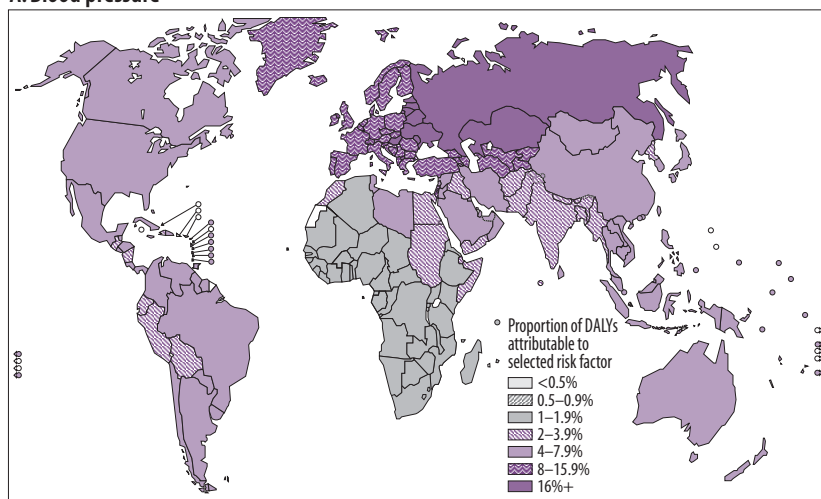 A. Blood pressure
Proportion of DALYs
attributable to
selected risk factor
<0.5%
0.5–0.9%
1–1.9%
2–3.9%
4–7.9%
8–15.9%
16%+